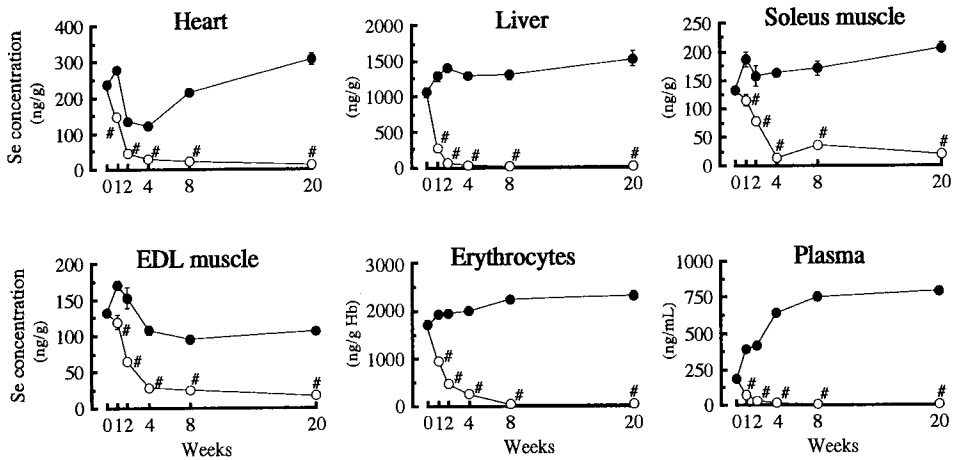 Heart
Se concentration
(ng/g)
400
300
200
100
0
#
#
#
#
#
0 1 2 4 8 20
Liver
(ng/g)
2000
1500
1000
500
0
#
#
#
#
#
0 1 2 4 8 20
Soleus muscle
(ng/g)
250
200
150
100
50
0
#
#
#
#
#
0 1 2 4 8 20
EDL muscle
Se concentration
(ng/g)
200
150
100
50
0
#
#
#
#
#
0 1 2 4 8 20
Weeks
Erythrocytes
(ng/g Hb)
3000
2000
1000
0
#
#
#
#
#
0 1 2 4 8 20
Weeks
Plasma
(ng/mL)
1000
750
500
250
0
#
#
#
#
#
0 1 2 4 8 20
Weeks